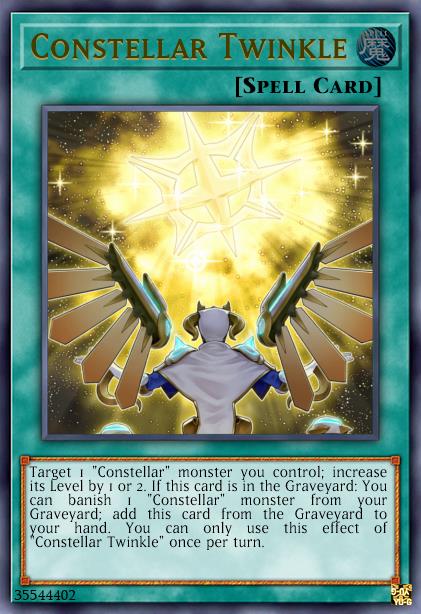 CONSTELLAR TWINKLE 魔
[SPELL CARD]
Target 1 "Constellar" monster you control; increase
its Level by 1 or 2. If this card is in the Graveyard: You
can banish 1 "Constellar" monster from your
Graveyard; add this card from the Graveyard to
your hand. You can only use this effect of
"Constellar Twinkle" once per turn.
35544402